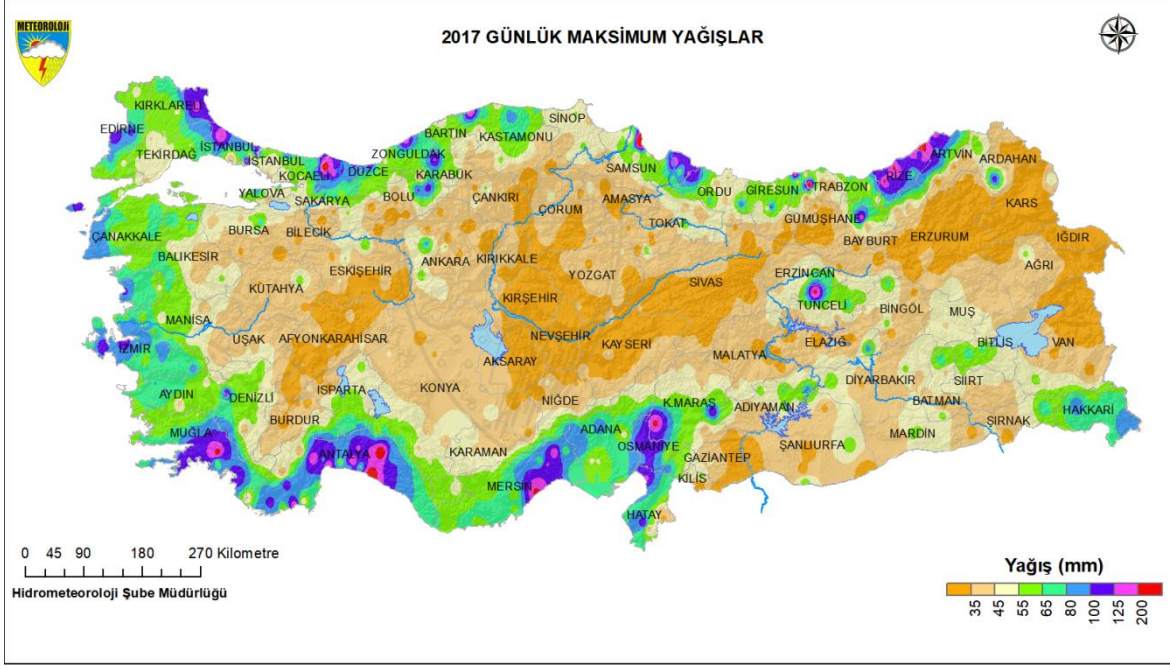 METEOROLOJİ
2017 GÜNLÜK MAKSİMUM YAĞIŞLAR
KIRKLARELİ
EDİRNE
TEKİRDAĞ
İSTANBUL
İSTANBUL
KOCAELİ
YALOVA
SAKARYA
DÜZCE
ZONGULDAK
BARTIN
KARABÜK
KASTAMONU
SİNOP
BOLU
ÇANKIRI
ÇORUM
SAMSUN
AMASYA
TOKAT
ORDU
GİRESUN
TRABZON
GÜMÜŞHANE
RİZE
ARTVİN
ARDAHAN
KARS
BAYBURT
ERZURUM
IĞDIR
AĞRI
ÇANAKKALE
BALIKESİR
BURSA
BİLECİK
ESKİŞEHİR
KÜTAHYA
ANKARA
KIRIKKALE
KIRŞEHİR
YOZGAT
SİVAS
ERZİNCAN
TUNCELİ
BİNGÖL
MUŞ
BİTLİS
VAN
MANİSA
İZMİR
UŞAK
AFYONKARAHİSAR
AKSARAY
NEVŞEHİR
KAYSERİ
MALATYA
ELAZIĞ
DİYARBAKIR
SİİRT
BATMAN
ŞIRNAK
HAKKARİ
AYDIN
DENİZLİ
ISPARTA
BURDUR
KONYA
NİĞDE
K.MARAŞ
ADIYAMAN
MARDİN
ŞANLIURFA
MUĞLA
ANTALYA
KARAMAN
MERSİN
ADANA
OSMANİYE
GAZİANTEP
KİLİS
HATAY
0 45 90 180 270 Kilometre
Hidrometeoroloji Şube Müdürlüğü
Yağış (mm)
35 45 55 65 80 100 125 200